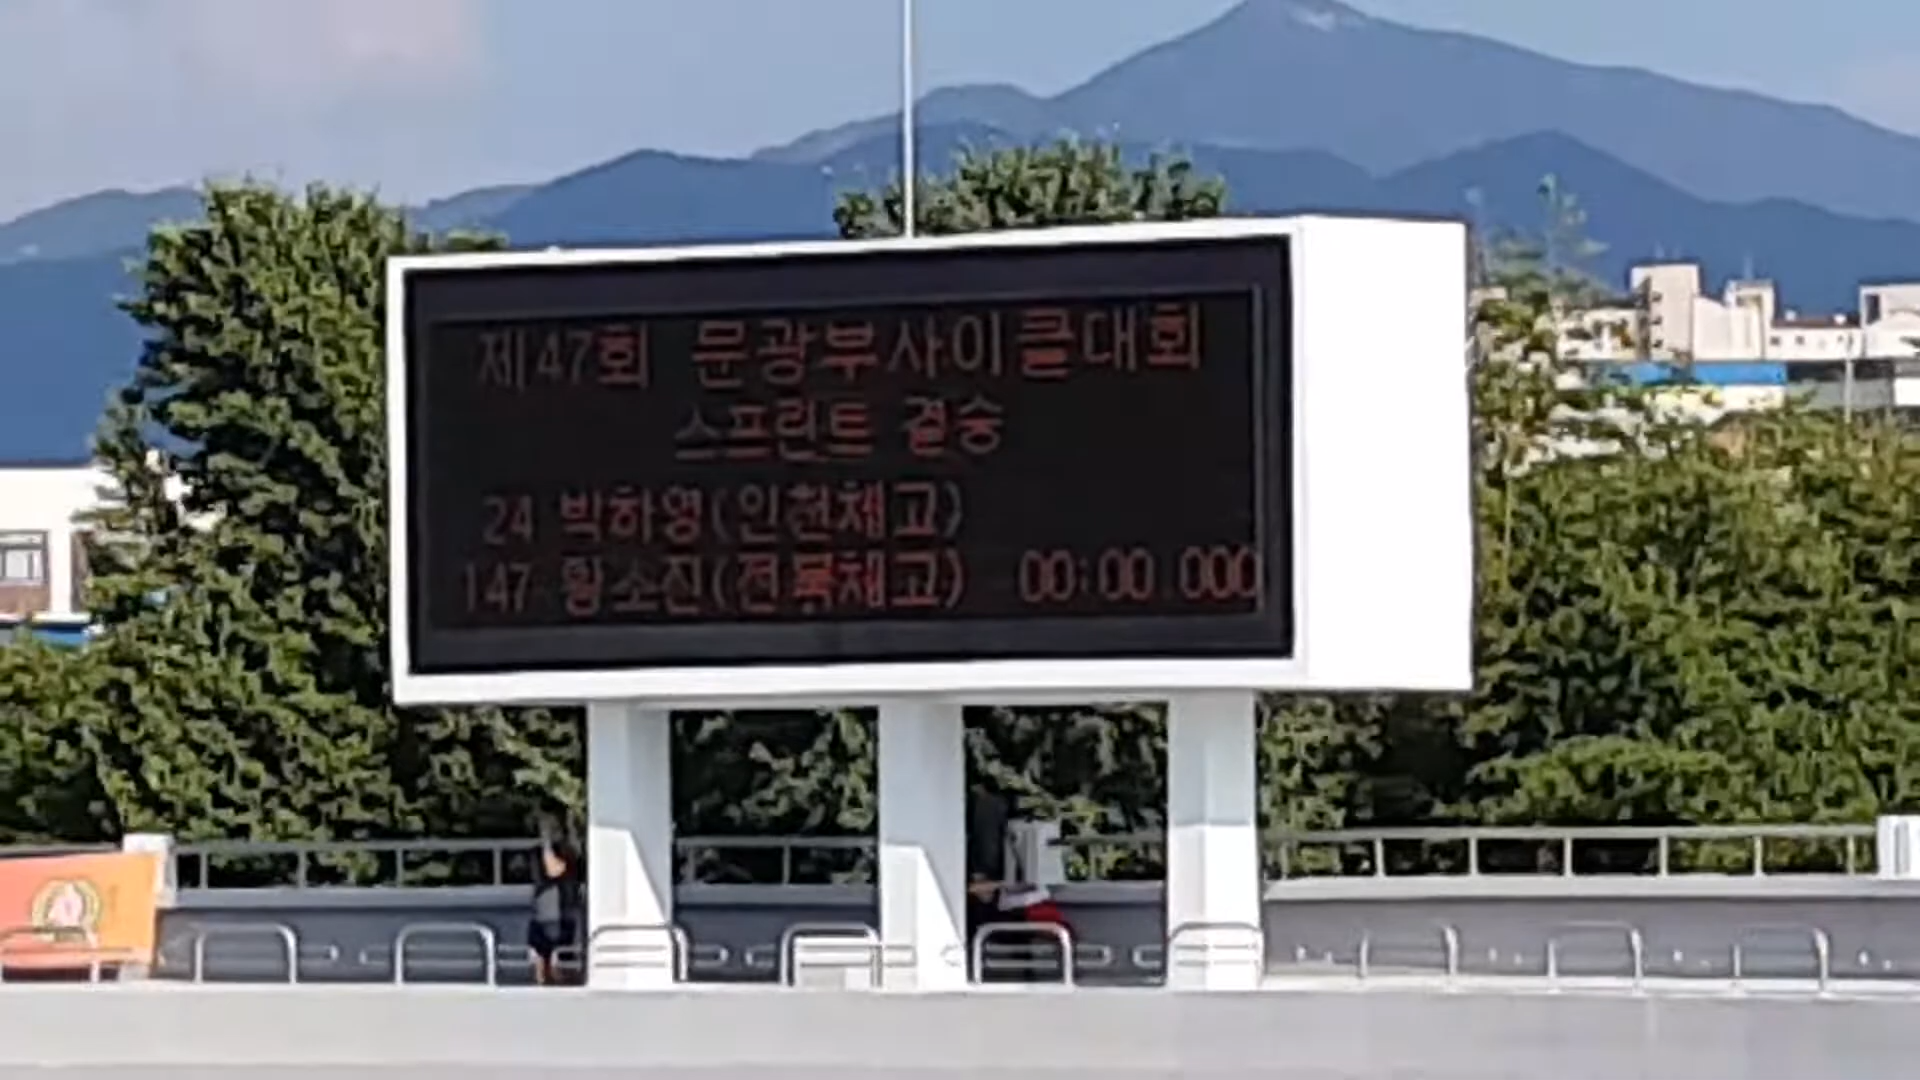 제47회 문광부사이클대회
스프린트 결승
24 박하영(인천체고)
147 황소진(전북체고) 00:00.000